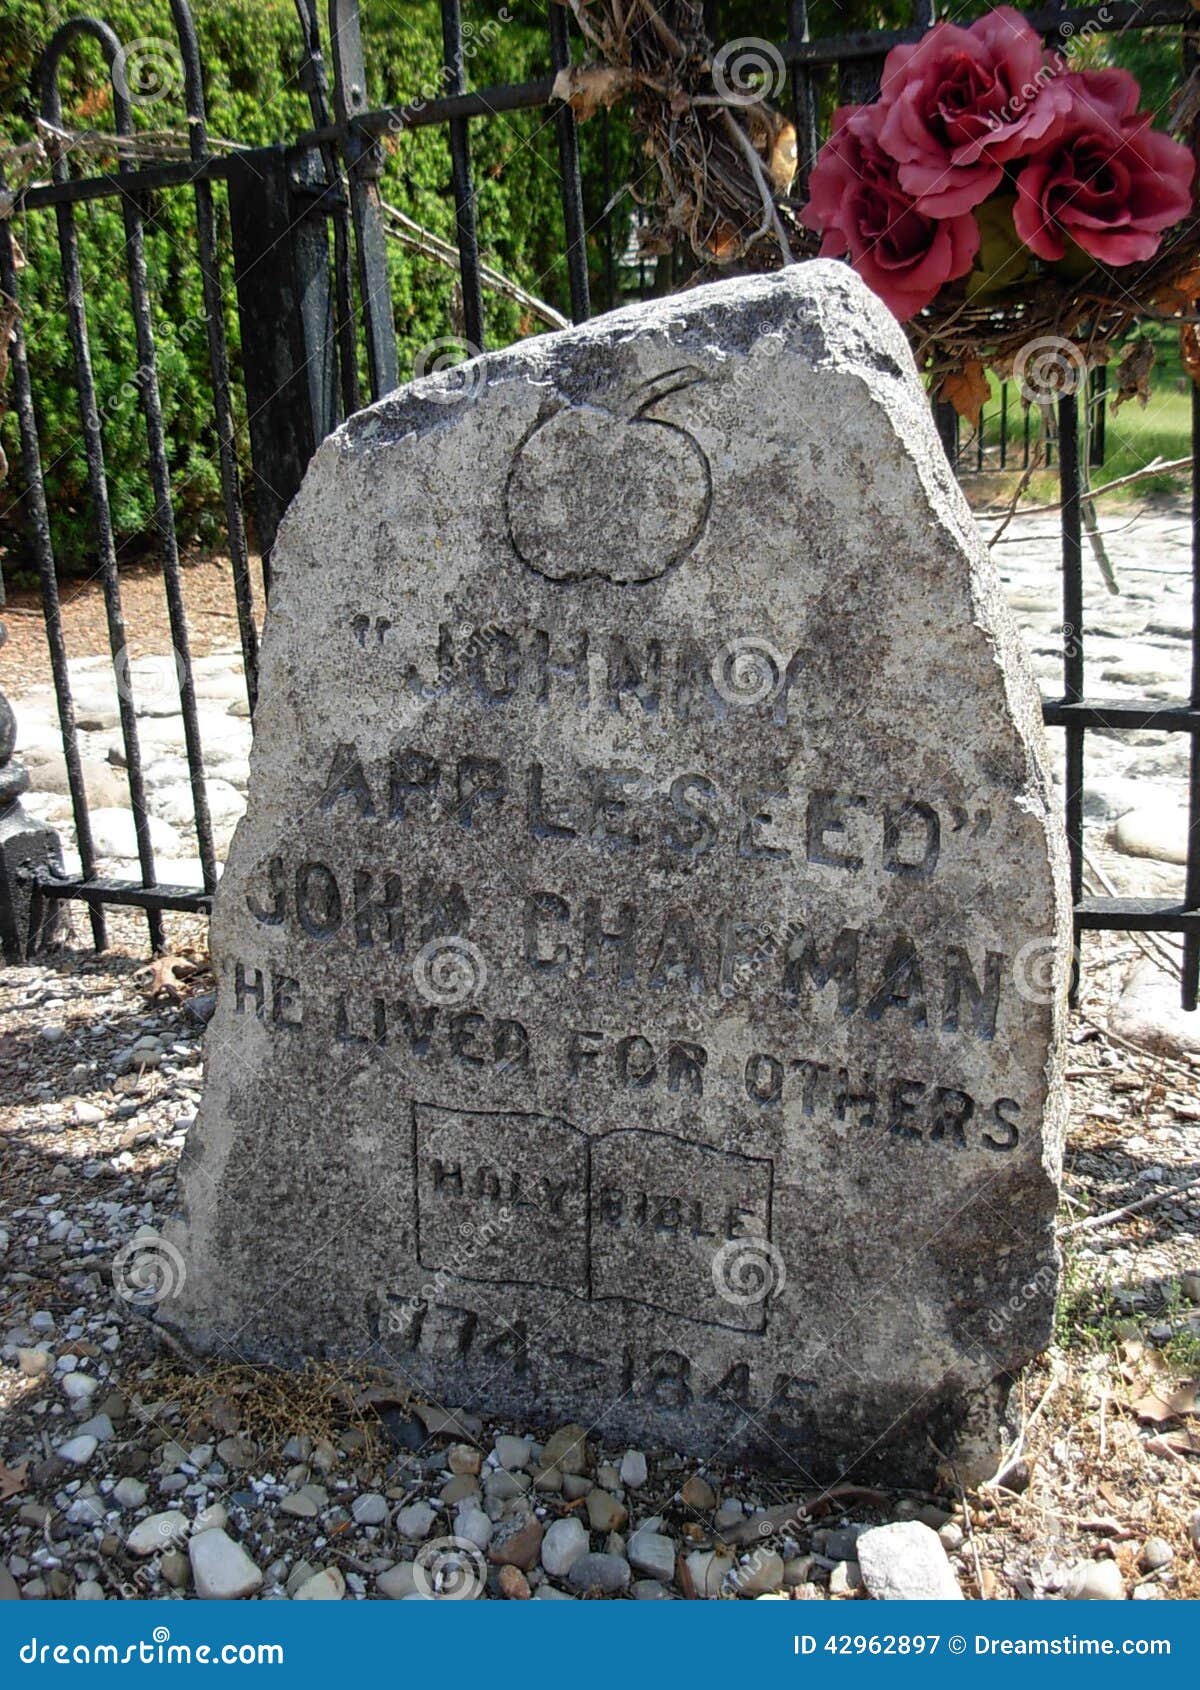 "JOHNNY
APPLESEED"
JOHN CHAPMAN
HE LIVED FOR OTHERS
HOLY BIBLE
1774-1845
dreamstime.com
ID 42962897 © Dreamstime.com